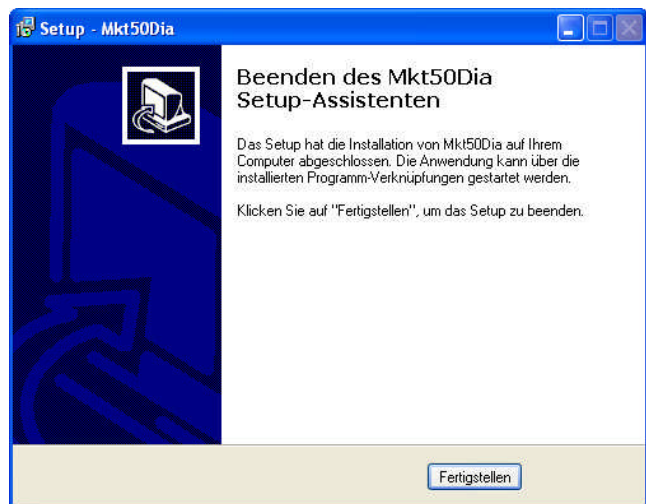 Setup - Mkt50Dia
Beenden des Mkt50Dia
Setup-Assistenten
Das Setup hat die Installation von Mkt50Dia auf Ihrem
Computer abgeschlossen. Die Anwendung kann über die
installierten Programm-Verknüpfungen gestartet werden.
Klicken Sie auf "Fertigstellen", um das Setup zu beenden.
Fertigstellen